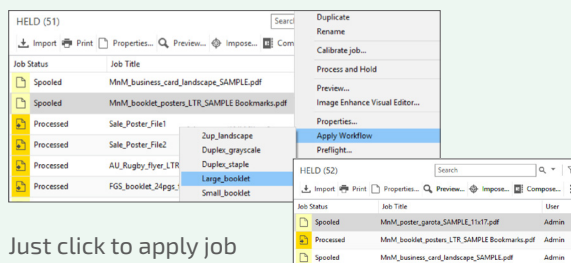 HELD (51)
Search
Import Print Properties... Preview... Impose... Com
Job Status Job Title
Spooled MnM_business_card_landscape_SAMPLE.pdf
Spooled MnM_booklet_posters_LTR_SAMPLE Bookmarks.pdf
Processed Sale_Poster_File1
Processed Sale_Poster_File2
Processed AU_Rugby_flyer_LTR
Processed FGS_booklet_24pgs_
Duplicate
Rename
Calibrate job...
Process and Hold
Preview...
Image Enhance Visual Editor...
Properties...
Apply Workflow
Preflight...
2up_landscape
Duplex_grayscale
Duplex_staple
Large_booklet
Small_booklet
HELD (52)
Search
Import Print Properties... Preview... Impose... Compose...
Job Status Job Title User
Spooled MnM_poster_garota_SAMPLE_11x17.pdf Admin
Processed MnM_booklet_posters_LTR_SAMPLE Bookmarks.pdf Admin
Spooled MnM_business_card_landscape_SAMPLE.pdf Admin
Just click to apply job